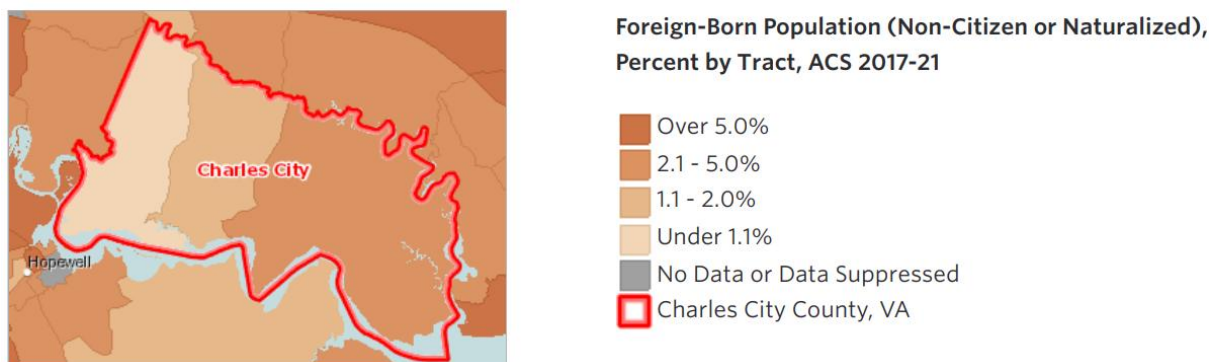 Charles City
Hopewell
Foreign-Born Population (Non-Citizen or Naturalized),
Percent by Tract, ACS 2017-21
Over 5.0%
2.1 - 5.0%
1.1 - 2.0%
Under 1.1%
No Data or Data Suppressed
Charles City County, VA